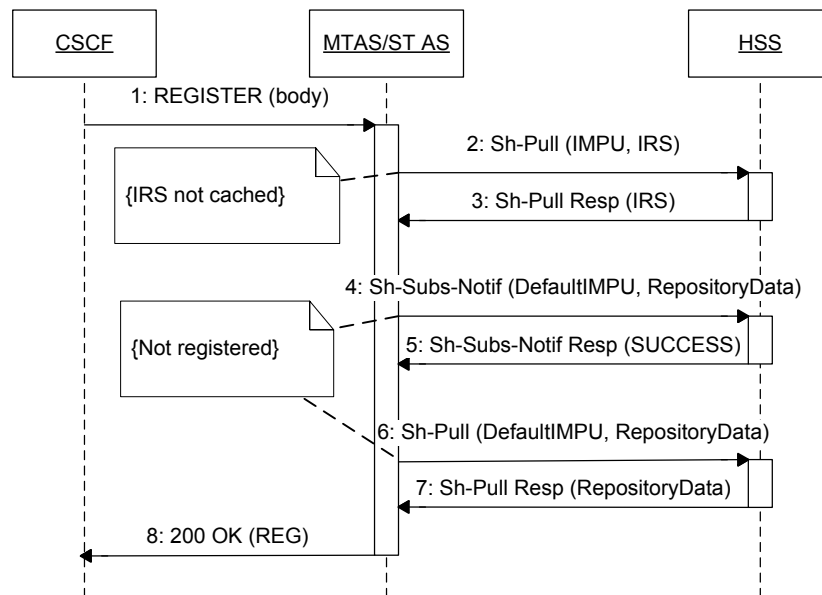 CSCF
MTAS/ST AS
HSS
1: REGISTER (body)
2: Sh-Pull (IMPU, IRS)
{IRS not cached}
3: Sh-Pull Resp (IRS)
4: Sh-Subs-Notif (DefaultIMPU, RepositoryData)
{Not registered}
5: Sh-Subs-Notif Resp (SUCCESS)
6: Sh-Pull (DefaultIMPU, RepositoryData)
7: Sh-Pull Resp (RepositoryData)
8: 200 OK (REG)